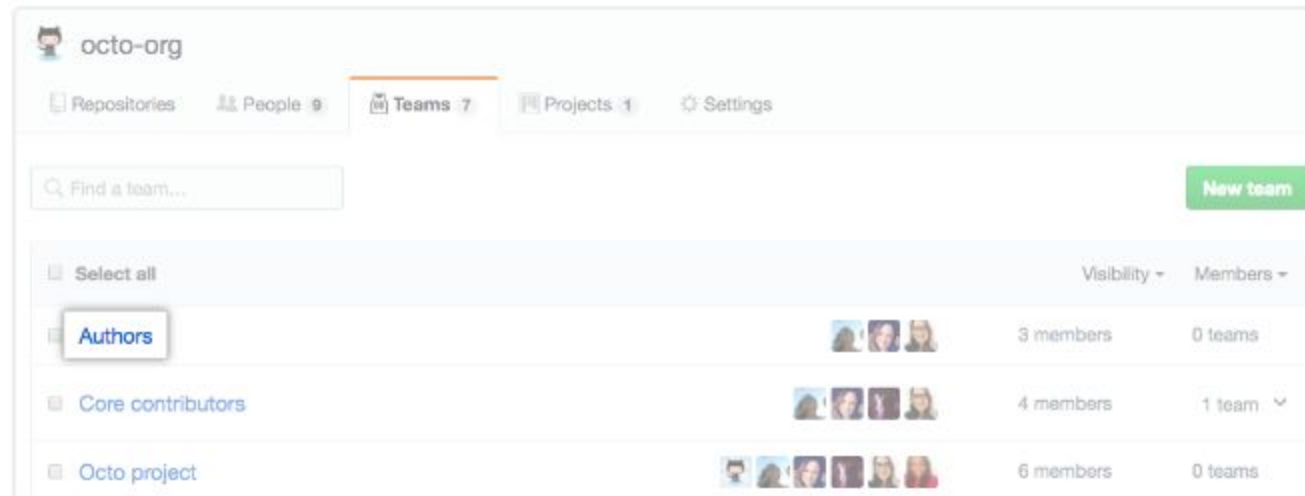 octo-org
Repositories People 9 Teams 7 Projects 1 Settings
Find a team...
New team
Select all Visibility Members
Authors 3 members 0 teams
Core contributors 4 members 1 team
Octo project 6 members 0 teams